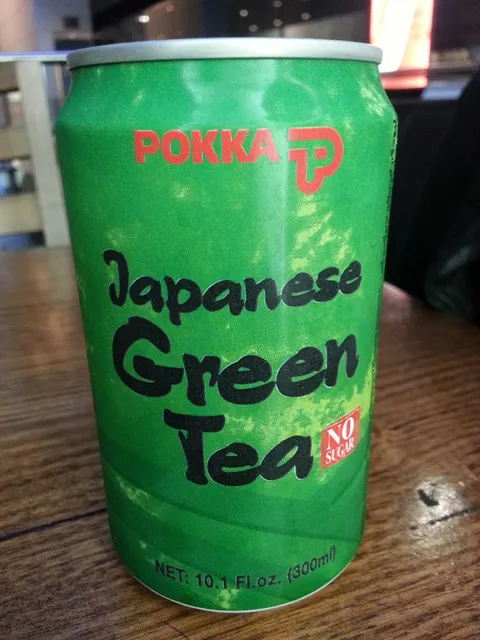 POKKA
Japanese
Green
Tea
NO
SUGAR
NET: 10.1 Fl.oz. (300ml)